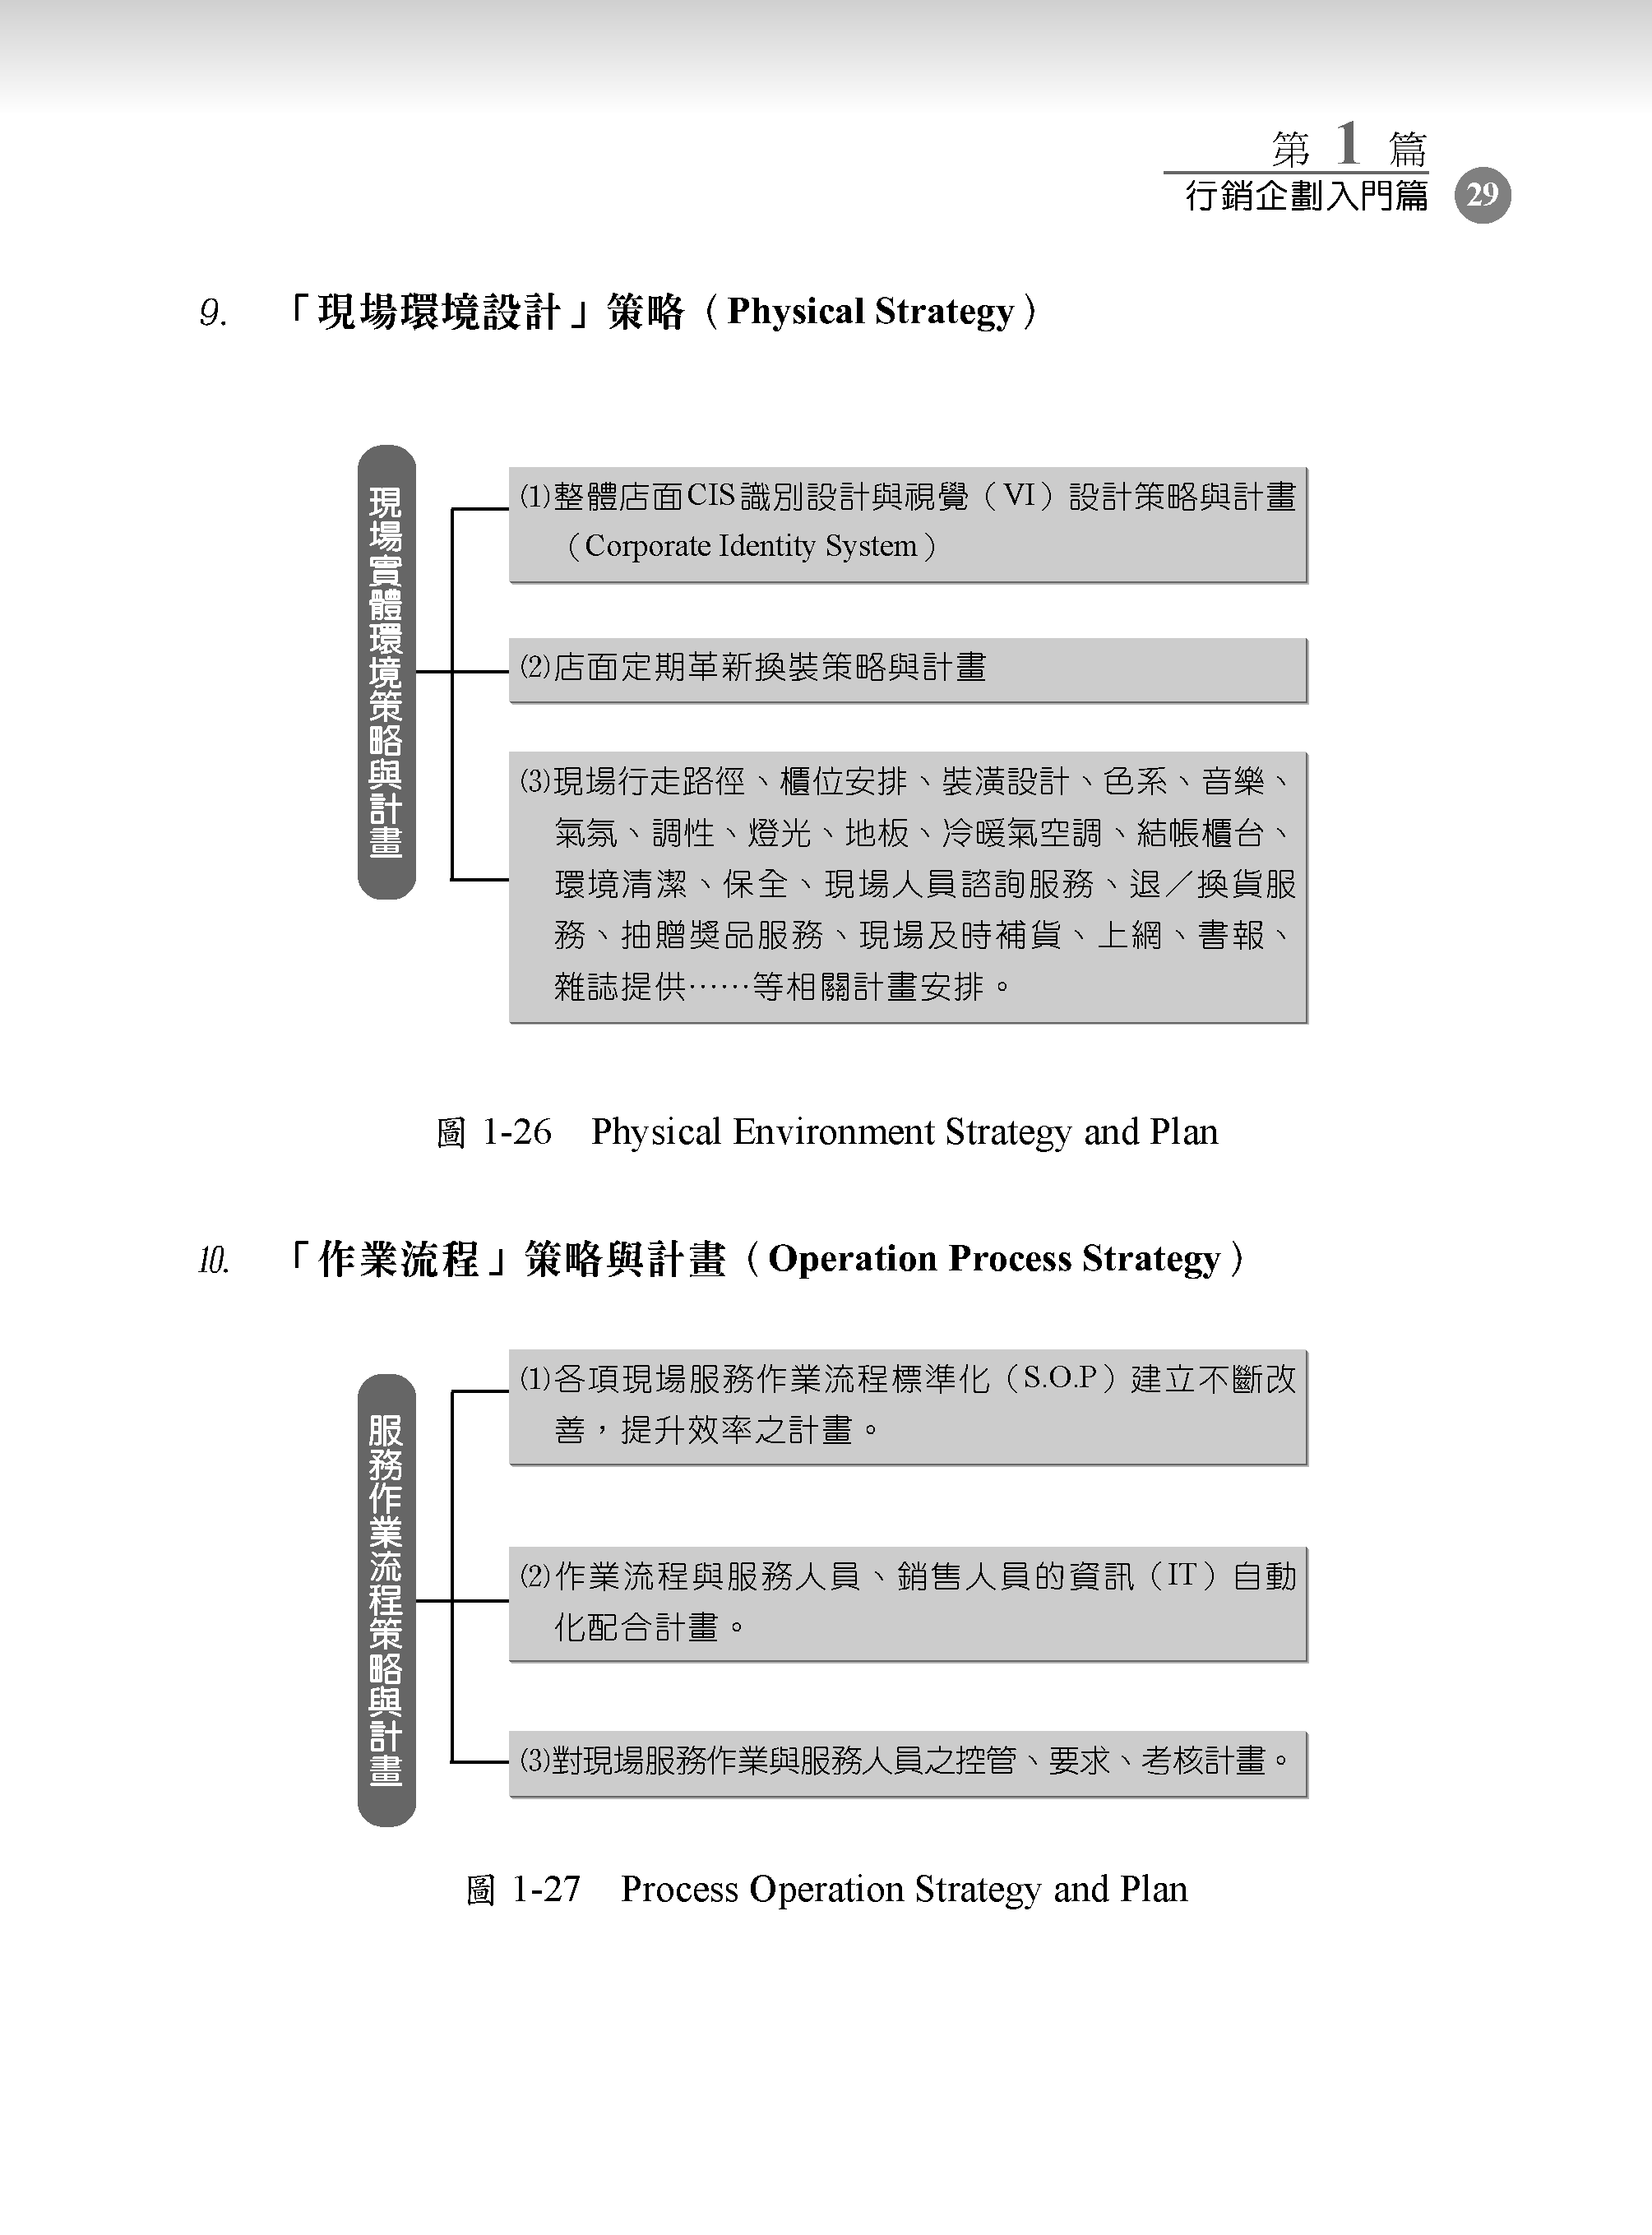 第 1 篇
行銷企劃入門篇 29
9. 「現場環境設計」策略（Physical Strategy）
現場實體環境策略與計畫
⑴整體店面CIS識別設計與視覺（VI）設計策略與計畫
（Corporate Identity System）
⑵店面定期革新換裝策略與計畫
⑶現場行走路徑、櫃位安排、裝潢設計、色系、音樂、
氣氛、調性、燈光、地板、冷暖氣空調、結帳櫃台、
環境清潔、保全、現場人員諮詢服務、退／換貨服
務、抽贈獎品服務、現場及時補貨、上網、書報、
雜誌提供……等相關計畫安排。
圖 1-26 Physical Environment Strategy and Plan
10. 「作業流程」策略與計畫（Operation Process Strategy）
服務作業流程策略與計畫
⑴各項現場服務作業流程標準化（S.O.P）建立不斷改
善，提升效率之計畫。
⑵作業流程與服務人員、銷售人員的資訊（IT）自動
化配合計畫。
⑶對現場服務作業與服務人員之控管、要求、考核計畫。
圖 1-27 Process Operation Strategy and Plan